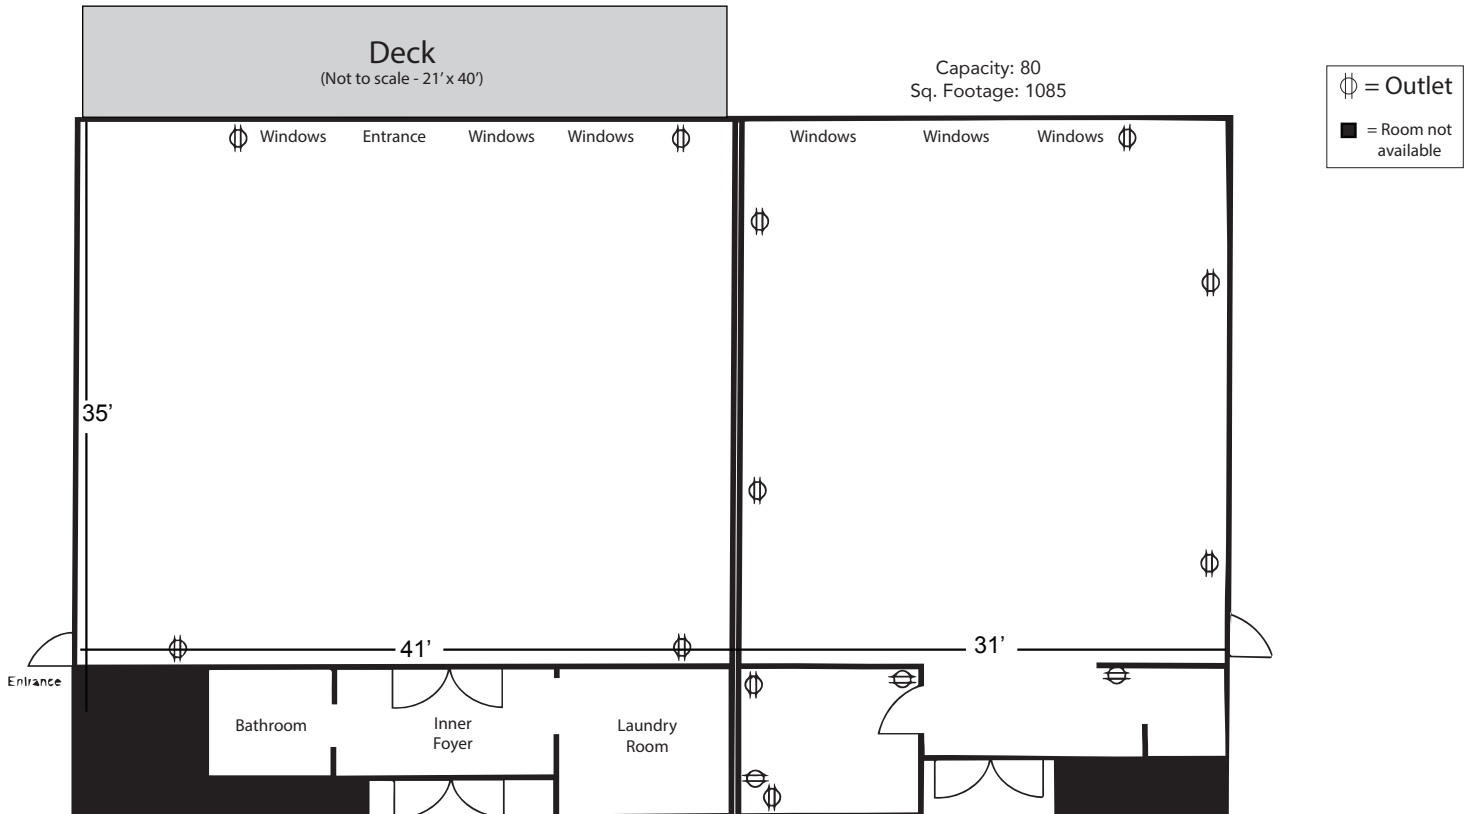 Deck
(Not to scale - 21’ x 40’)
Capacity: 80
Sq. Footage: 1085
= Outlet
= Room not
available
Windows Entrance Windows Windows
Windows Windows Windows
35’
41’
31’
Entrance
Bathroom
Inner
Foyer
Laundry
Room